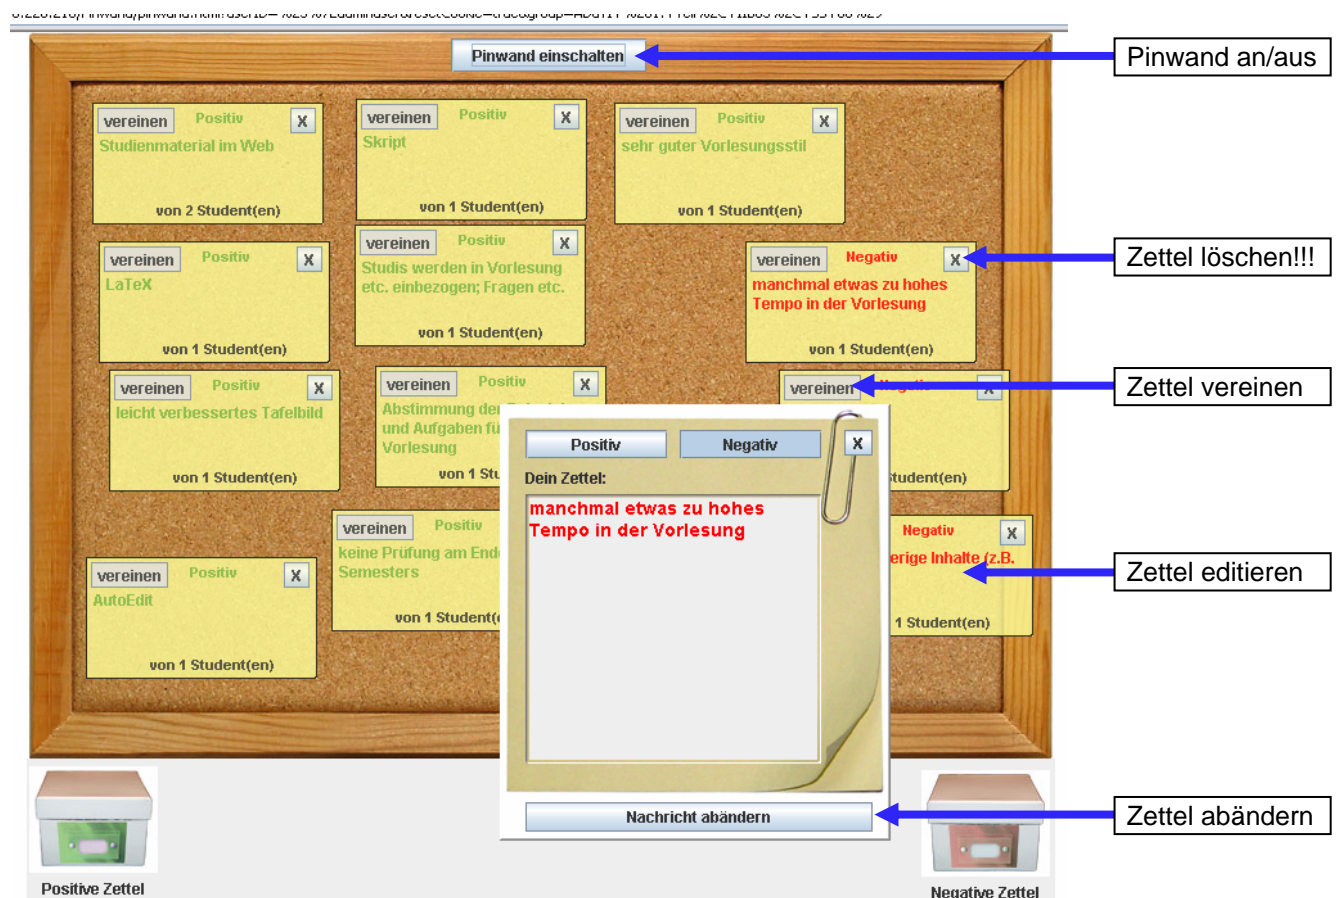 Pinwand einschalten
Pinwand an/aus
vereinen Positiv X
Studienmaterial im Web
von 2 Student(en)
vereinen Positiv X
Skript
von 1 Student(en)
vereinen Positiv X
sehr guter Vorlesungsstil
von 1 Student(en)
vereinen Positiv X
LaTeX
von 1 Student(en)
vereinen Positiv X
Studis werden in Vorlesung
etc. einbezogen; Fragen etc.
von 1 Student(en)
vereinen Negativ X
manchmal etwas zu hohes
Tempo in der Vorlesung
von 1 Student(en)
Zettel löschen!!!
vereinen Positiv X
leicht verbessertes Tafelbild
von 1 Student(en)
vereinen Positiv X
Abstimmung der
und Aufgaben fü
Vorlesung
von 1 Stu
vereinen Negativ X
tudent(en)
Zettel vereinen
Positiv Negativ X
Dein Zettel:
manchmal etwas zu hohes
Tempo in der Vorlesung
Nachricht abändern
vereinen Positiv
keine Prüfung am Ende
Semesters
von 1 Student(e
Negativ X
erige Inhalte (z.B.
1 Student(en)
Zettel editieren
vereinen Positiv X
AutoEdit
von 1 Student(en)
Zettel abändern
Positive Zettel
Negative Zettel